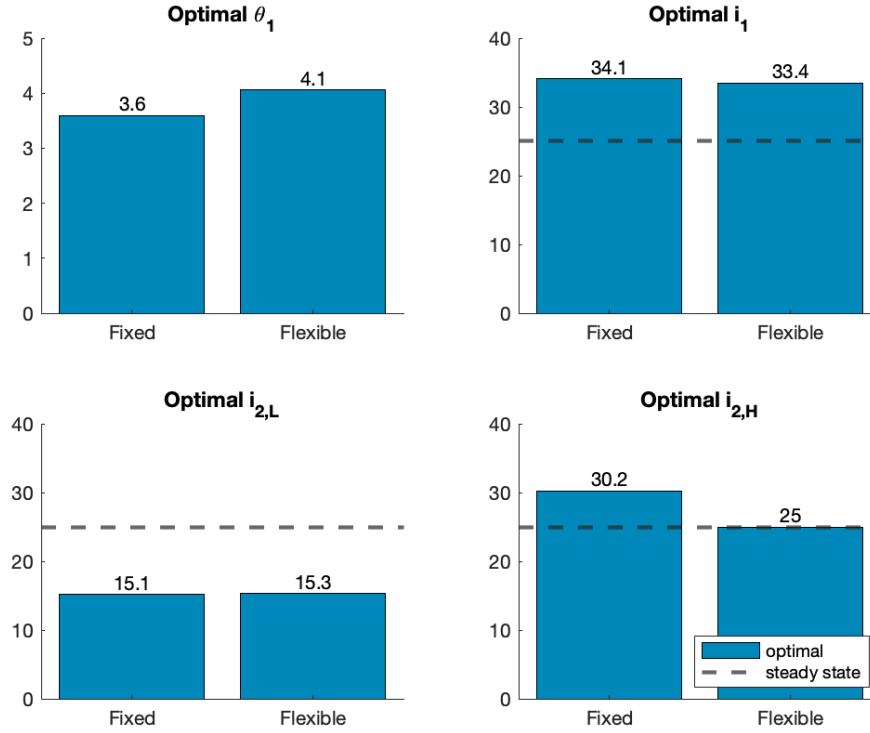 Optimal θ1
5
4
3
2
1
0
3.6
4.1
Fixed
Flexible
Optimal i1
40
30
20
10
0
34.1
33.4
Fixed
Flexible
Optimal i2,L
40
30
20
10
0
15.1
15.3
Fixed
Flexible
Optimal i2,H
40
30
20
10
0
30.2
25
optimal
steady state
Fixed
Flexible